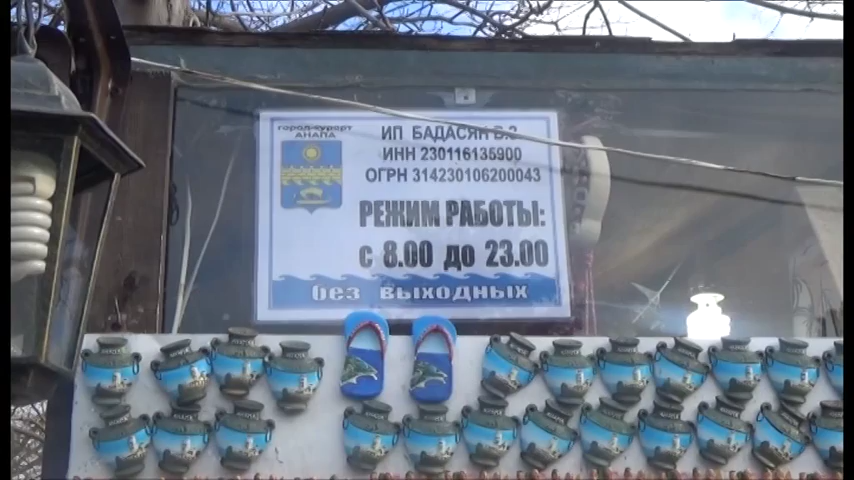 город-курорт
АНАПА
ИП БАДАСЯН В.Э
ИНН 230116135900
ОГРН 314230106200043
РЕЖИМ РАБОТЫ:
с 8.00 до 23.00
без выходных